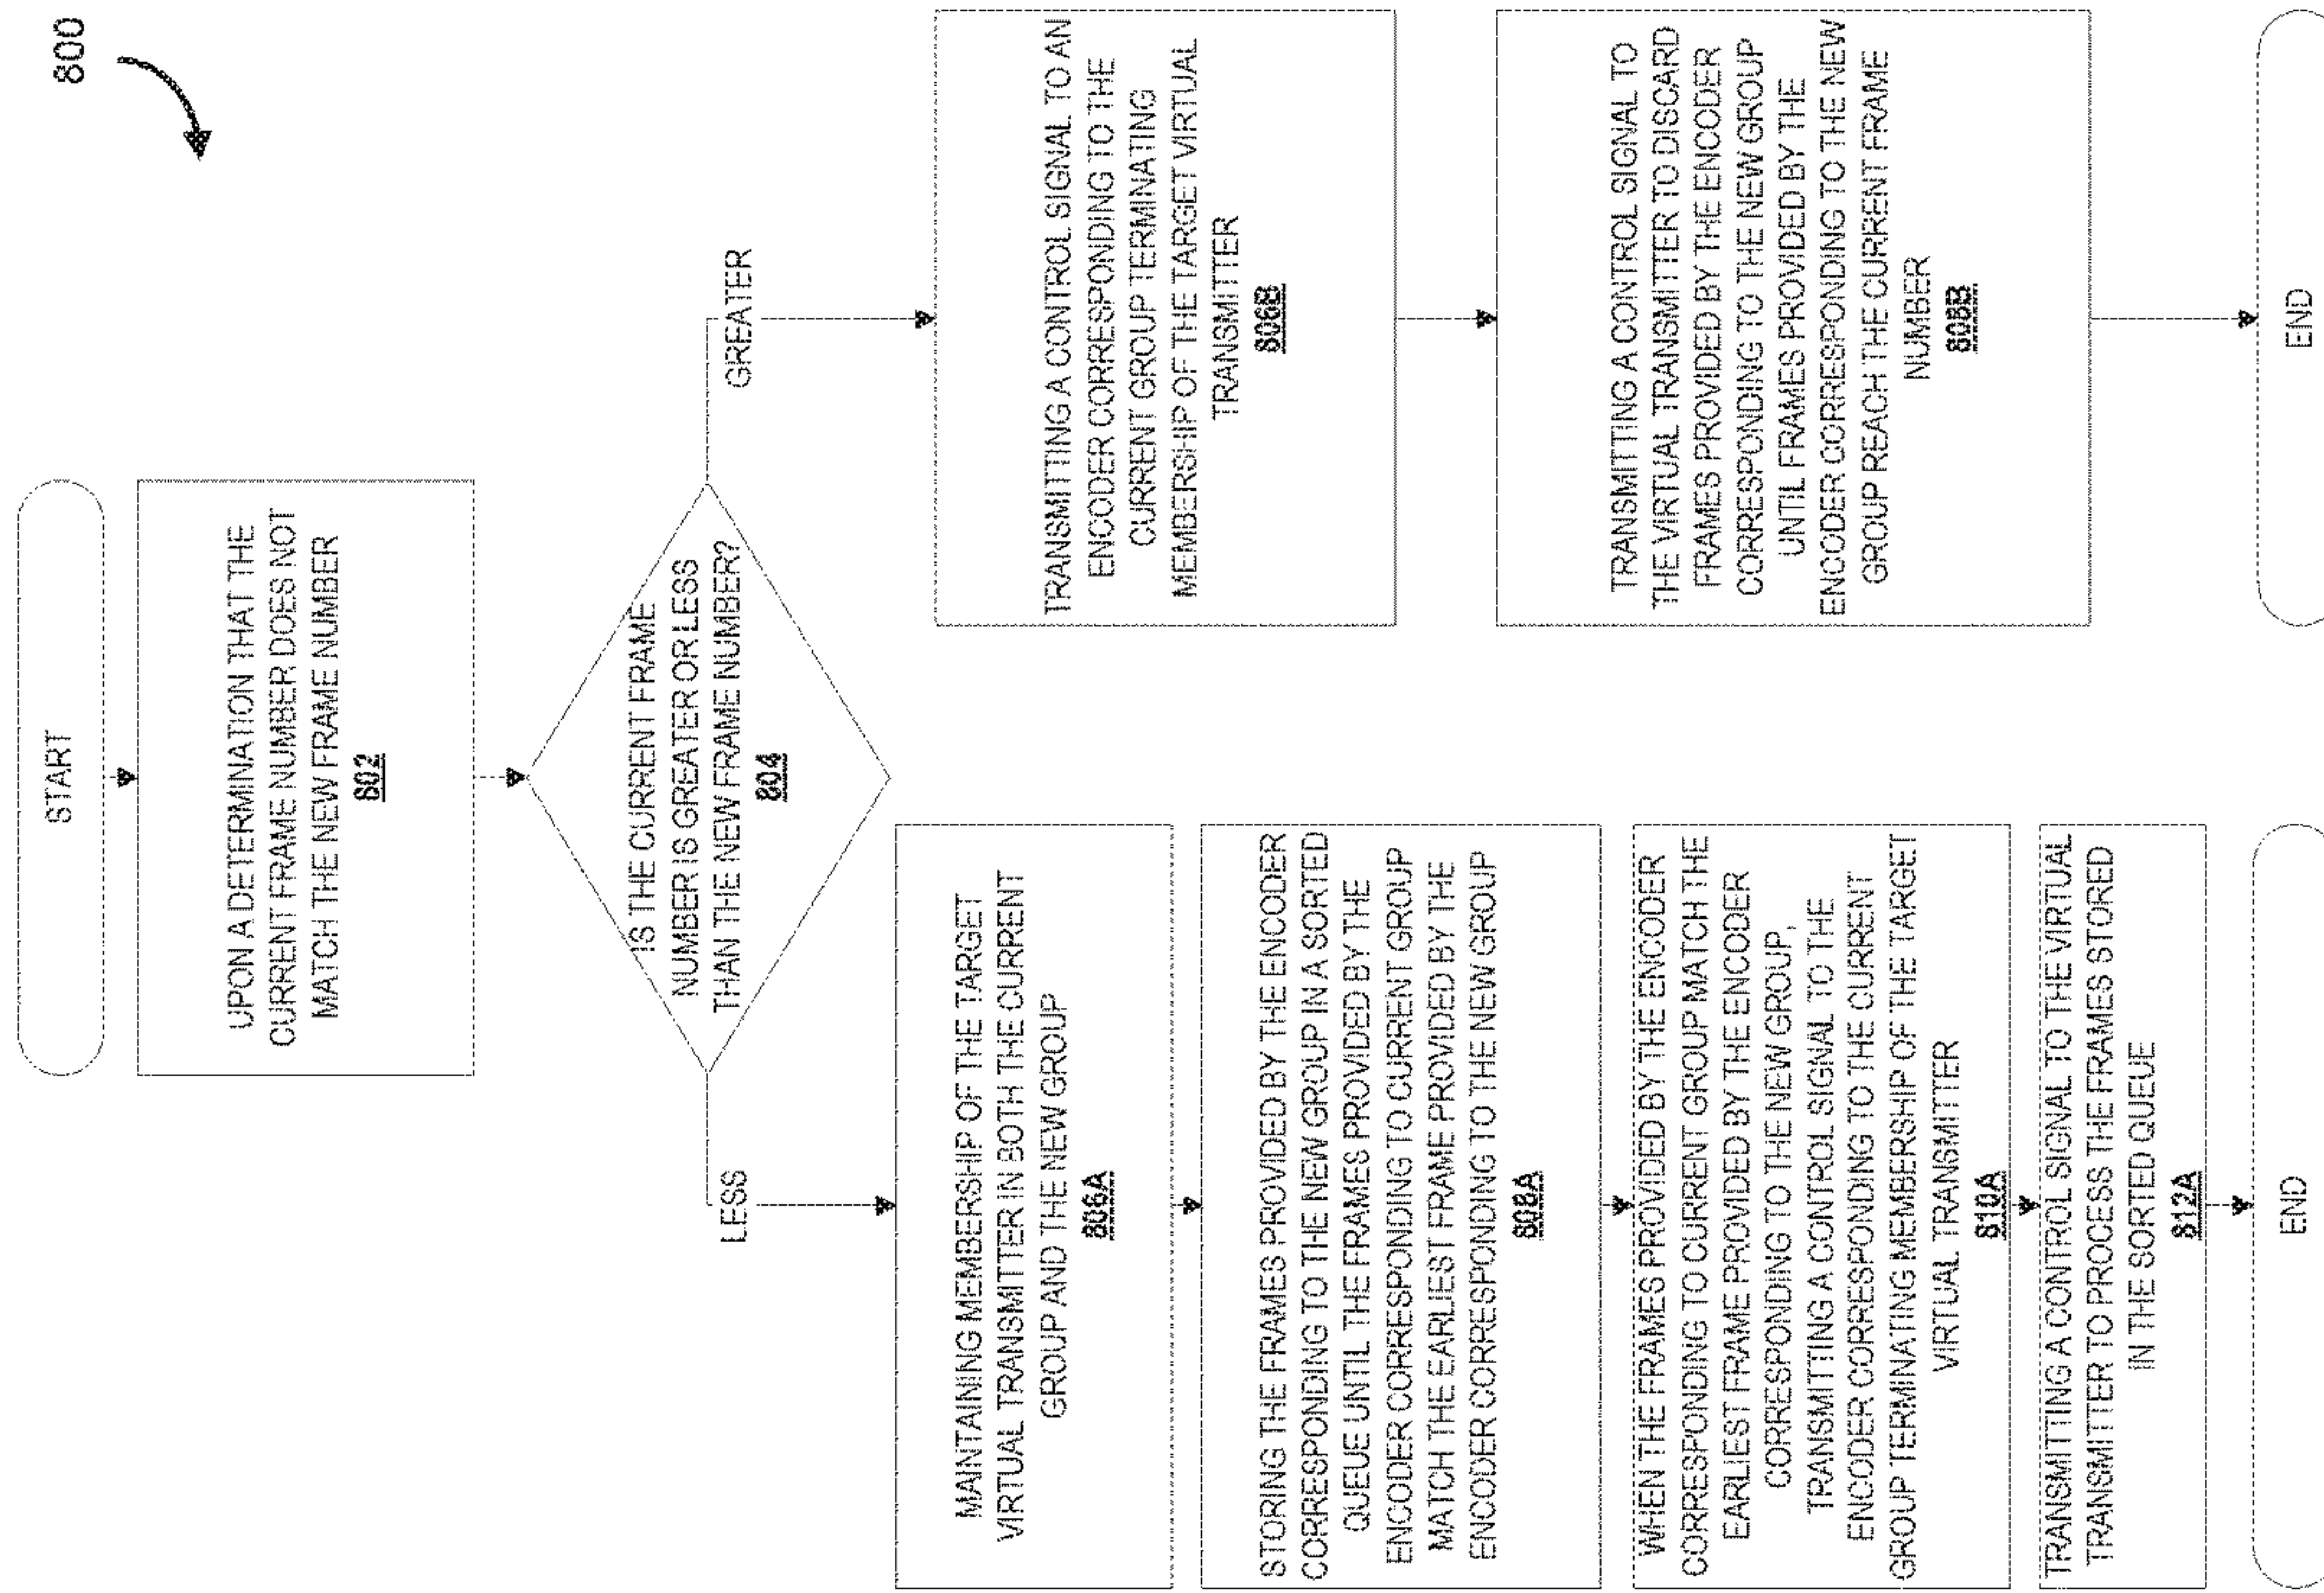 800
START
UPON A DETERMINATION THAT THE
CURRENT FRAME NUMBER DOES NOT
MATCH THE NEW FRAME NUMBER
802
IS THE CURRENT FRAME
NUMBER IS GREATER OR LESS
THAN THE NEW FRAME NUMBER?
804
LESS
MAINTAINING MEMBERSHIP OF THE TARGET
VIRTUAL TRANSMITTER IN BOTH THE CURRENT
GROUP AND THE NEW GROUP
806A
STORING THE FRAMES PROVIDED BY THE ENCODER
CORRESPONDING TO THE NEW GROUP IN A SORTED
QUEUE UNTIL THE FRAMES PROVIDED BY THE
ENCODER CORRESPONDING TO CURRENT GROUP
MATCH THE EARLIEST FRAME PROVIDED BY THE
ENCODER CORRESPONDING TO THE NEW GROUP
808A
WHEN THE FRAMES PROVIDED BY THE ENCODER
CORRESPONDING TO CURRENT GROUP MATCH THE
EARLIEST FRAME PROVIDED BY THE ENCODER
CORRESPONDING TO THE NEW GROUP,
TRANSMITTING A CONTROL SIGNAL TO THE
ENCODER CORRESPONDING TO THE CURRENT
GROUP TERMINATING MEMBERSHIP OF THE TARGET
VIRTUAL TRANSMITTER
810A
TRANSMITTING A CONTROL SIGNAL TO THE VIRTUAL
TRANSMITTER TO PROCESS THE FRAMES STORED
IN THE SORTED QUEUE
812A
END
GREATER
TRANSMITTING A CONTROL SIGNAL TO AN
ENCODER CORRESPONDING TO THE
CURRENT GROUP TERMINATING
MEMBERSHIP OF THE TARGET VIRTUAL
TRANSMITTER
806B
TRANSMITTING A CONTROL SIGNAL TO
THE VIRTUAL TRANSMITTER TO DISCARD
FRAMES PROVIDED BY THE ENCODER
CORRESPONDING TO THE NEW GROUP
UNTIL FRAMES PROVIDED BY THE
ENCODER CORRESPONDING TO THE NEW
GROUP REACH THE CURRENT FRAME
NUMBER
808B
END